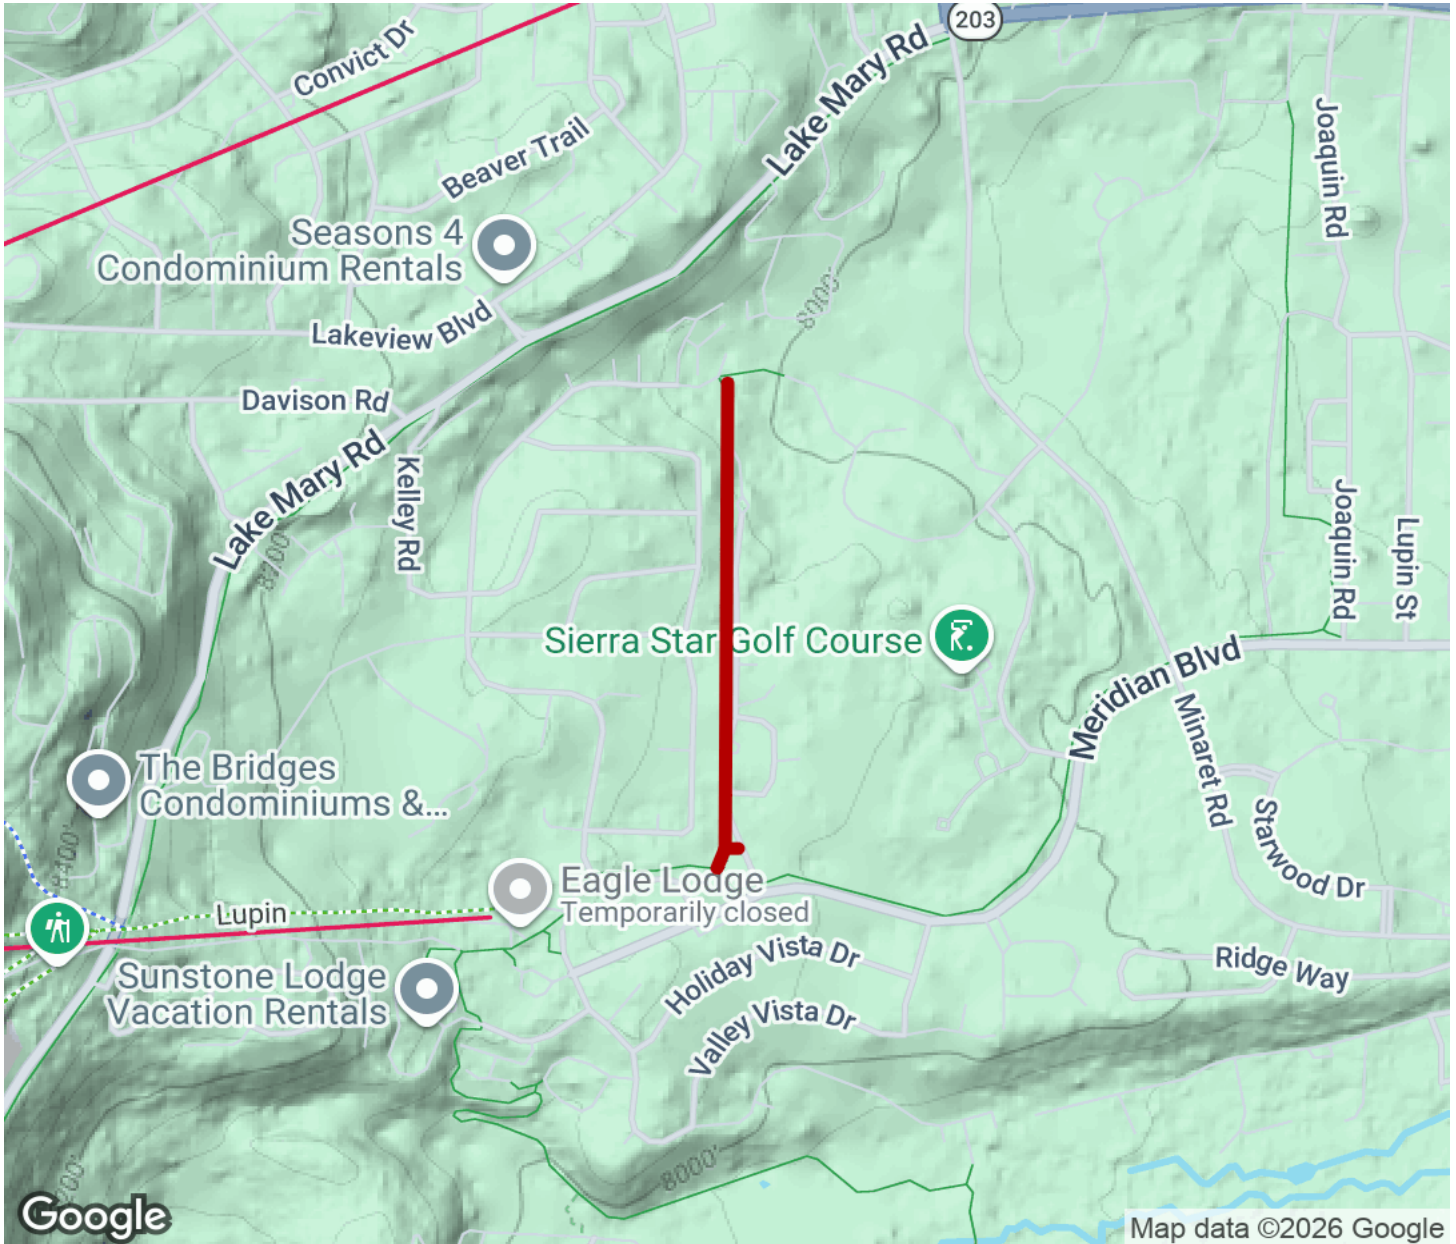 203
Convict Dr
Lake Mary Rd
Beaver Trail
Joaquin Rd
Seasons 4
Condominium Rentals
8000'
Lakeview Blvd
Davison Rd
Lake Mary Rd
Kelley Rd
Joaquin Rd
Lupin St
Sierra Star Golf Course
Meridian Blvd
Minaret Rd
The Bridges
Condominiums &...
Starwood Dr
8400'
Eagle Lodge
Temporarily closed
Lupin
Holiday Vista Dr
Ridge Way
Sunstone Lodge
Vacation Rentals
Valley Vista Dr
8000'
Google
Map data ©2026 Google